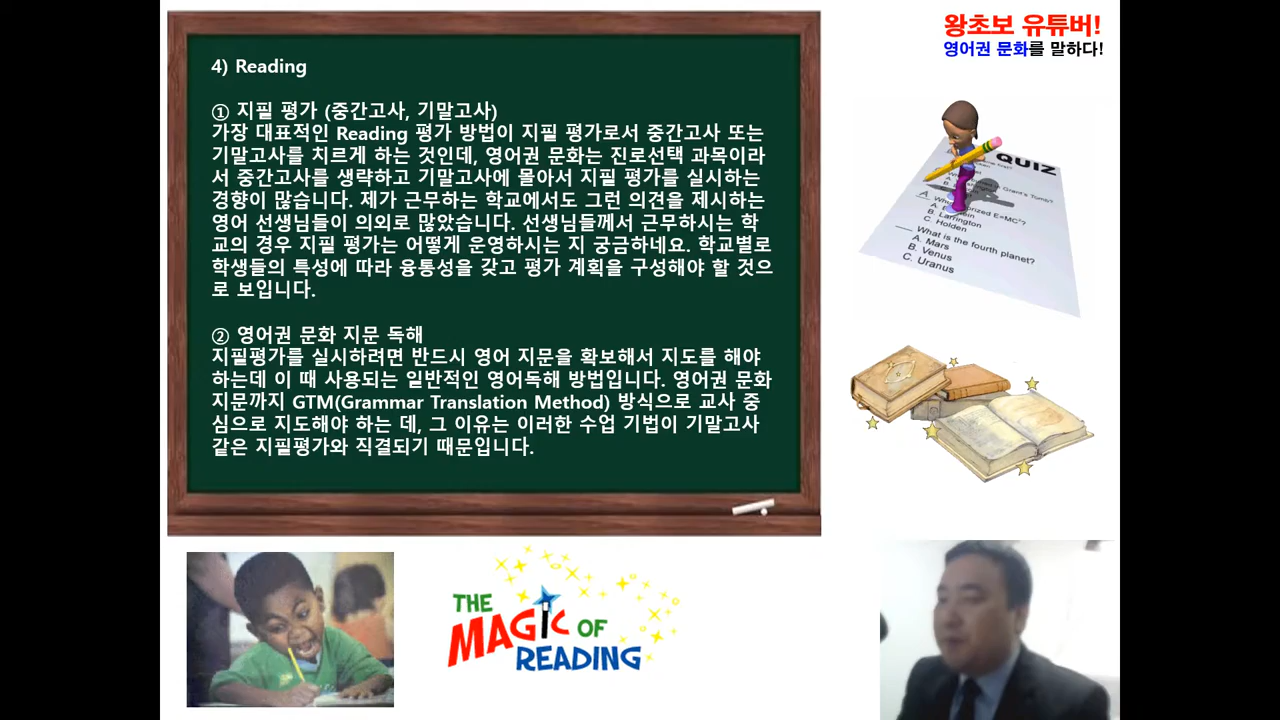 4) Reading
① 지필 평가 (중간고사, 기말고사)
가장 대표적인 Reading 평가 방법이 지필 평가로서 중간고사 또는
기말고사를 치르게 하는 것인데, 영어권 문화는 진로선택 과목이라
서 중간고사를 생략하고 기말고사에 몰아서 지필 평가를 실시하는
경향이 많습니다. 제가 근무하는 학교에서도 그런 의견을 제시하는
영어 선생님들이 의외로 많았습니다. 선생님들께서 근무하시는 학
교의 경우 지필 평가는 어떻게 운영하시는 지 궁금하네요. 학교별로
학생들의 특성에 따라 융통성을 갖고 평가 계획을 구성해야 할 것으
로 보입니다.
② 영어권 문화 지문 독해
지필평가를 실시하려면 반드시 영어 지문을 확보해서 지도를 해야
하는데 이 때 사용되는 일반적인 영어독해 방법입니다. 영어권 문화
지문까지 GTM(Grammar Translation Method) 방식으로 교사 중
심으로 지도해야 하는 데, 그 이유는 이러한 수업 기법이 기말고사
같은 지필평가와 직결되기 때문입니다.
왕초보 유튜버!
영어권 문화를 말하다!
QUIZ
Grant's Tomb?
E=MC²?
A.
B. Larrington
C. Holden
What is the fourth planet?
A. Mars
B. Venus
C. Uranus
THE
MAGIC OF
READING